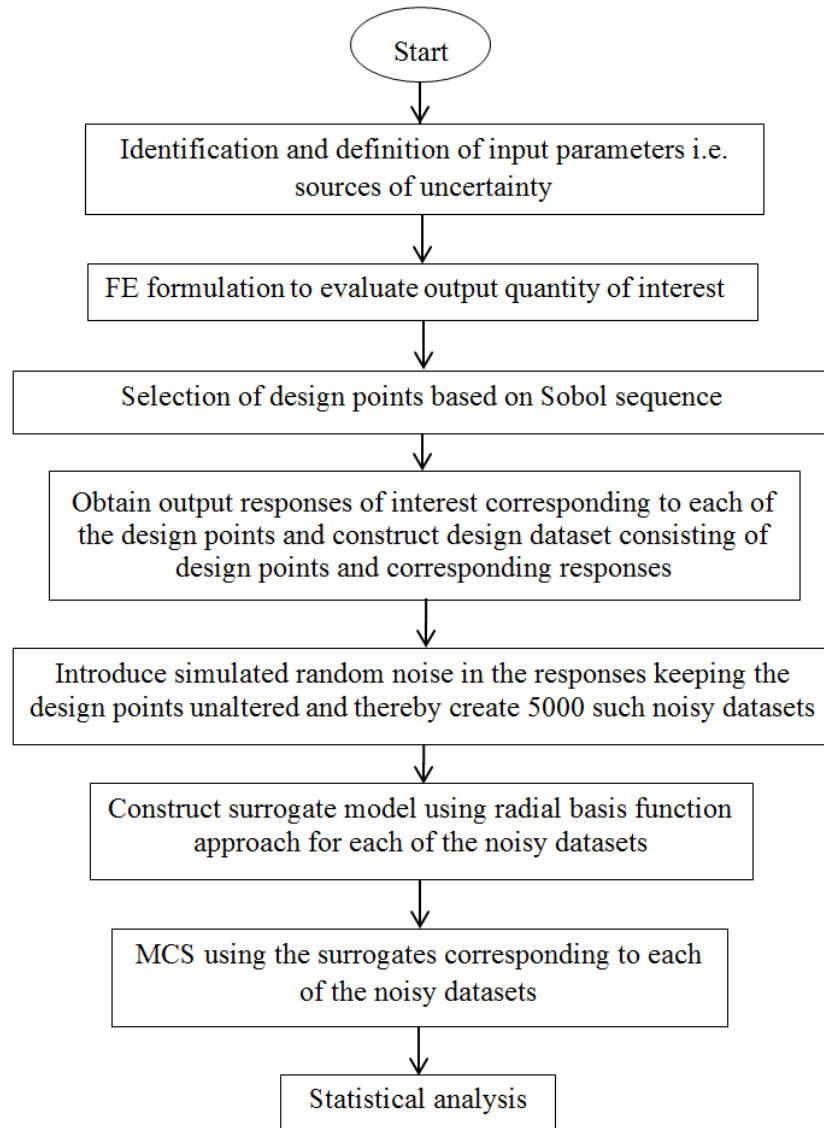 Start
Identification and definition of input parameters i.e.
sources of uncertainty
FE formulation to evaluate output quantity of interest
Selection of design points based on Sobol sequence
Obtain output responses of interest corresponding to each of
the design points and construct design dataset consisting of
design points and corresponding responses
Introduce simulated random noise in the responses keeping the
design points unaltered and thereby create 5000 such noisy datasets
Construct surrogate model using radial basis function
approach for each of the noisy datasets
MCS using the surrogates corresponding to each
of the noisy datasets
Statistical analysis